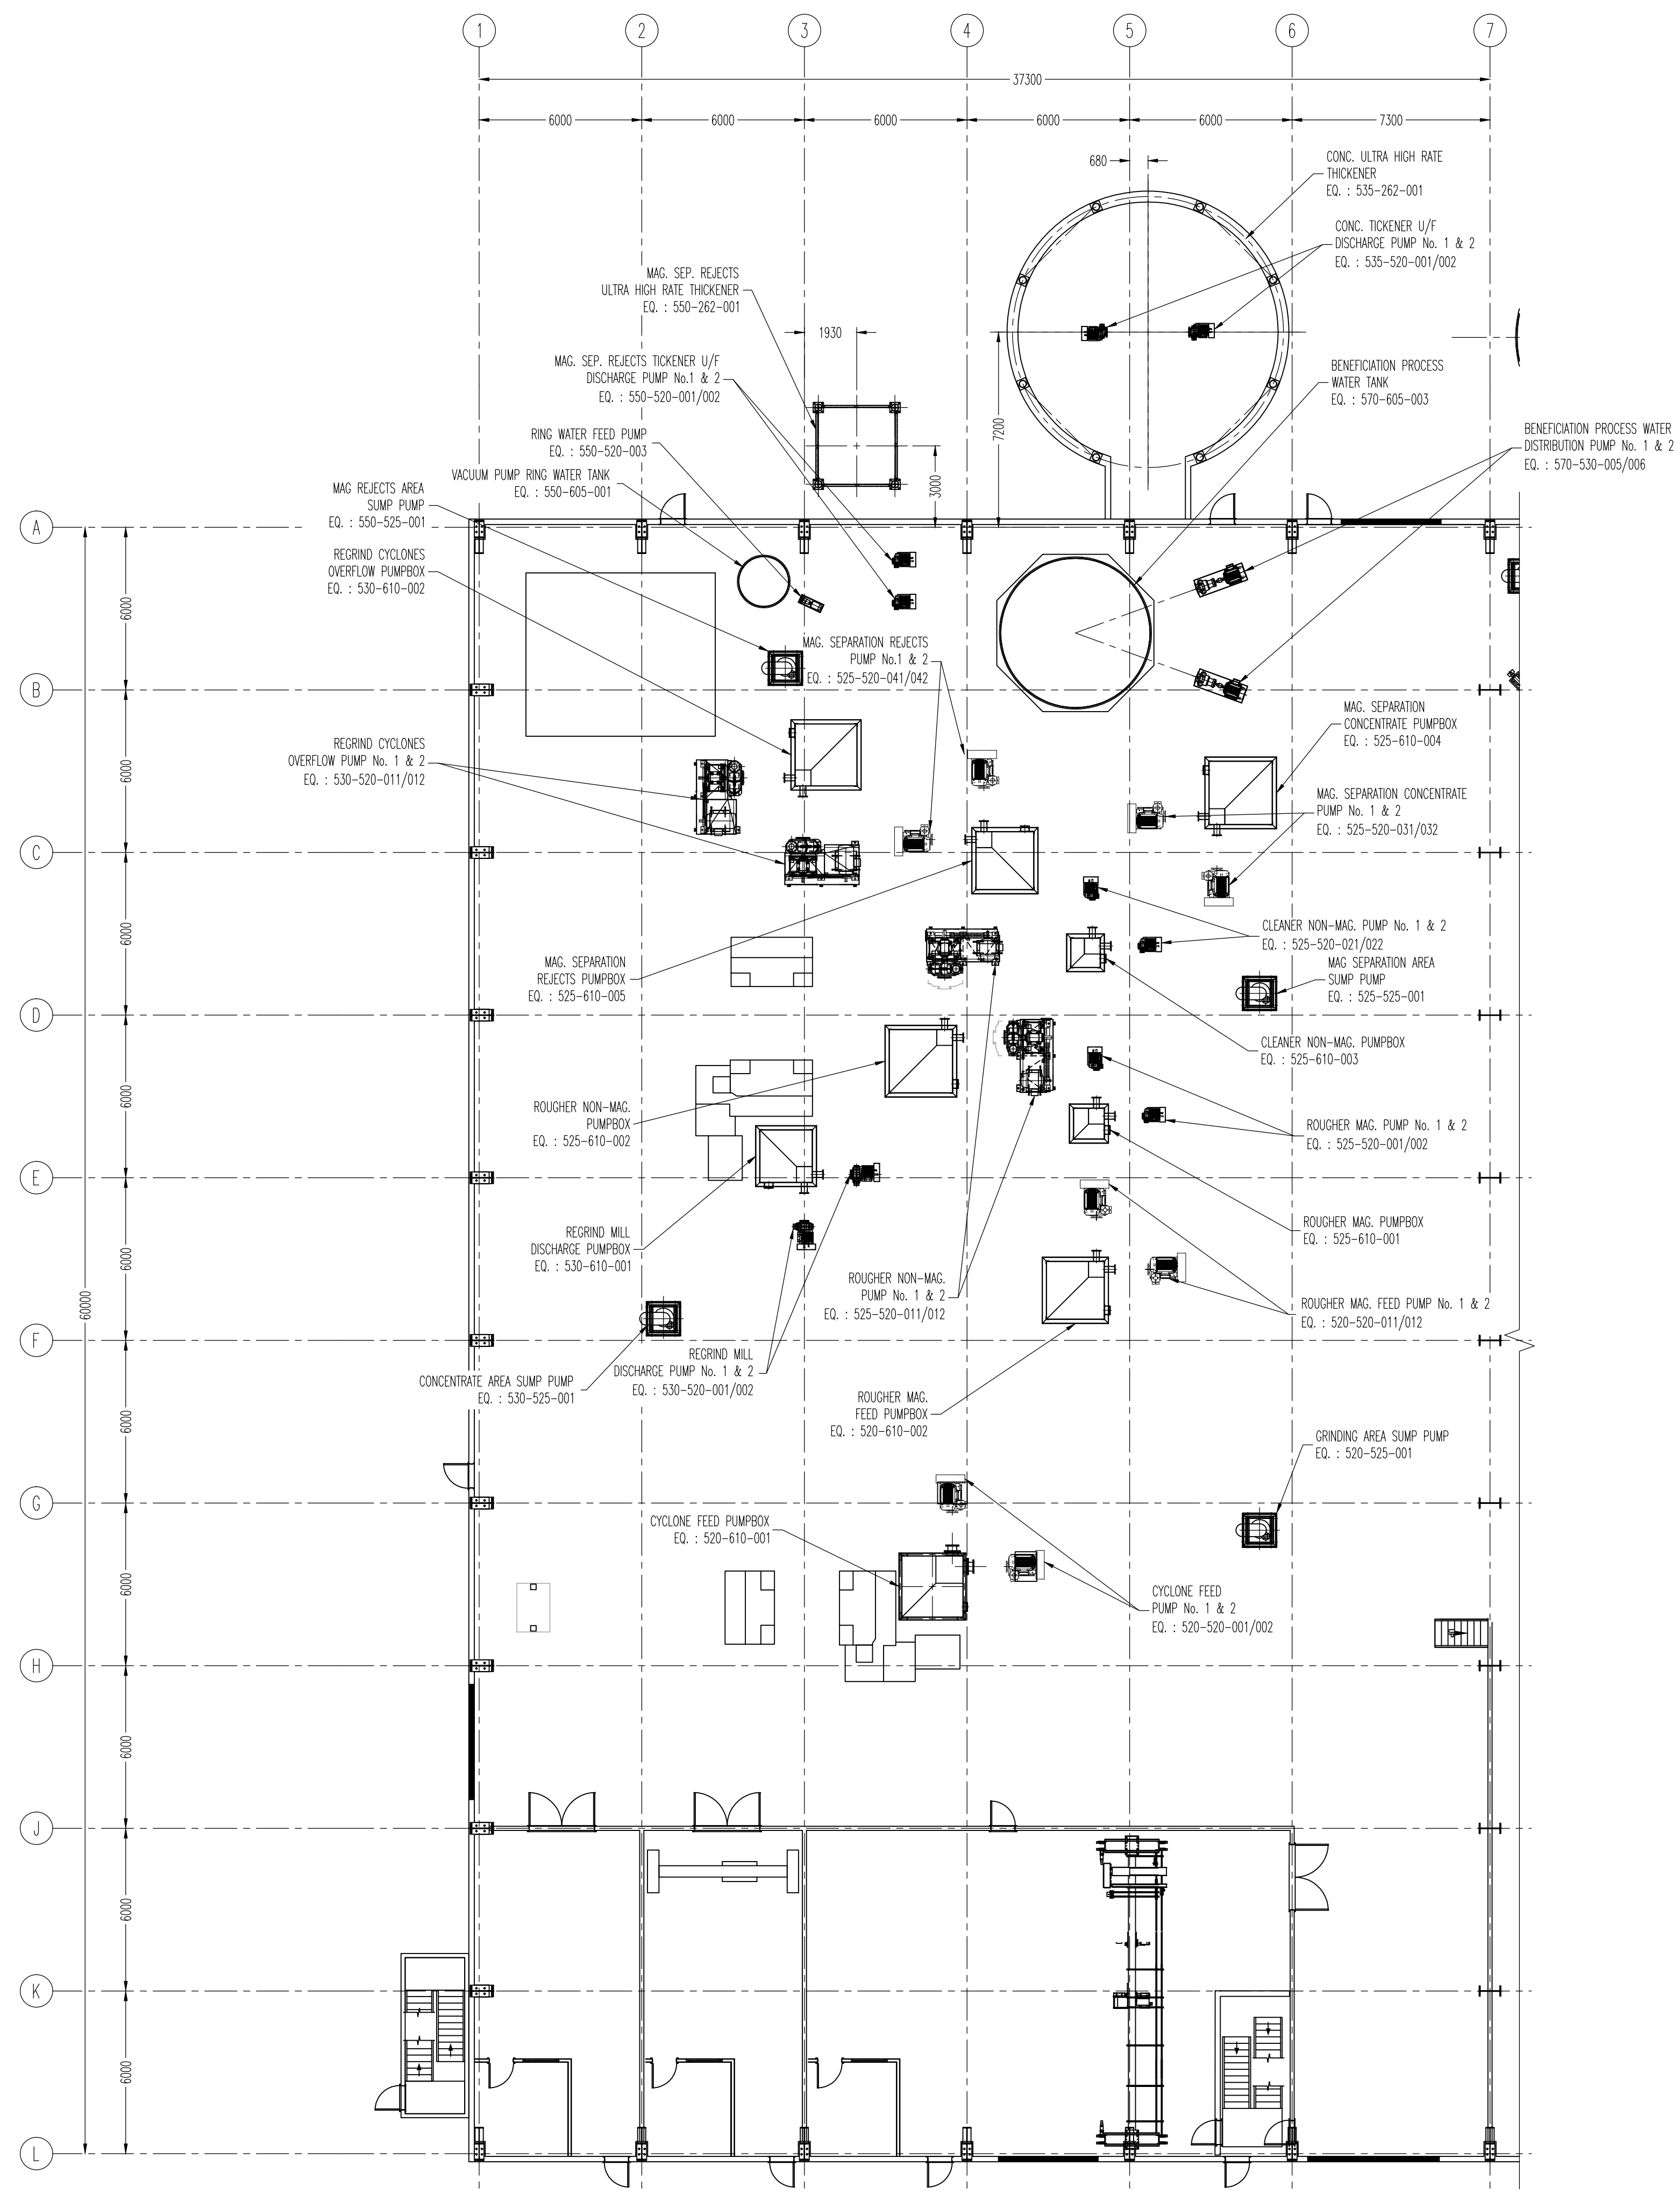 1
2
3
4
5
6
7
37300
6000
6000
6000
6000
6000
7300
680
CONC. ULTRA HIGH RATE
THICKENER
EQ. : 535-262-001
CONC. TICKENER U/F
DISCHARGE PUMP No. 1 & 2
EQ. : 535-520-001/002
MAG. SEP. REJECTS
ULTRA HIGH RATE THICKENER
EQ. : 550-262-001
1930
MAG. SEP. REJECTS TICKENER U/F
DISCHARGE PUMP No.1 & 2
EQ. : 550-520-001/002
BENEFICIATION PROCESS
WATER TANK
EQ. : 570-605-003
7200
3000
RING WATER FEED PUMP
EQ. : 550-520-003
BENEFICIATION PROCESS WATER
DISTRIBUTION PUMP No. 1 & 2
EQ. : 570-530-005/006
VACUUM PUMP RING WATER TANK
EQ. : 550-605-001
MAG REJECTS AREA
SUMP PUMP
EQ. : 550-525-001
A
REGRIND CYCLONES
OVERFLOW PUMPBOX
EQ. : 530-610-002
6000
MAG. SEPARATION REJECTS
PUMP No.1 & 2
EQ. : 525-520-041/042
B
MAG. SEPARATION
CONCENTRATE PUMPBOX
EQ. : 525-610-004
REGRIND CYCLONES
OVERFLOW PUMP No. 1 & 2
EQ. : 530-520-011/012
6000
MAG. SEPARATION CONCENTRATE
PUMP No. 1 & 2
EQ. : 525-520-031/032
C
CLEANER NON-MAG. PUMP No. 1 & 2
EQ. : 525-520-021/022
6000
MAG. SEPARATION
REJECTS PUMPBOX
EQ. : 525-610-005
MAG SEPARATION AREA
SUMP PUMP
EQ. : 525-525-001
D
CLEANER NON-MAG. PUMPBOX
EQ. : 525-610-003
6000
ROUGHER NON-MAG.
PUMPBOX
EQ. : 525-610-002
ROUGHER MAG. PUMP No. 1 & 2
EQ. : 525-520-001/002
E
REGRIND MILL
DISCHARGE PUMPBOX
EQ. : 530-610-001
ROUGHER MAG. PUMPBOX
EQ. : 525-610-001
6000
ROUGHER NON-MAG.
PUMP No. 1 & 2
EQ. : 525-520-011/012
ROUGHER MAG. FEED PUMP No. 1 & 2
EQ. : 520-520-011/012
60000
F
REGRIND MILL
DISCHARGE PUMP No. 1 & 2
EQ. : 530-520-001/002
CONCENTRATE AREA SUMP PUMP
EQ. : 530-525-001
ROUGHER MAG.
FEED PUMPBOX
EQ. : 520-610-002
6000
GRINDING AREA SUMP PUMP
EQ. : 520-525-001
G
CYCLONE FEED PUMPBOX
EQ. : 520-610-001
6000
CYCLONE FEED
PUMP No. 1 & 2
EQ. : 520-520-001/002
H
6000
J
6000
K
6000
L